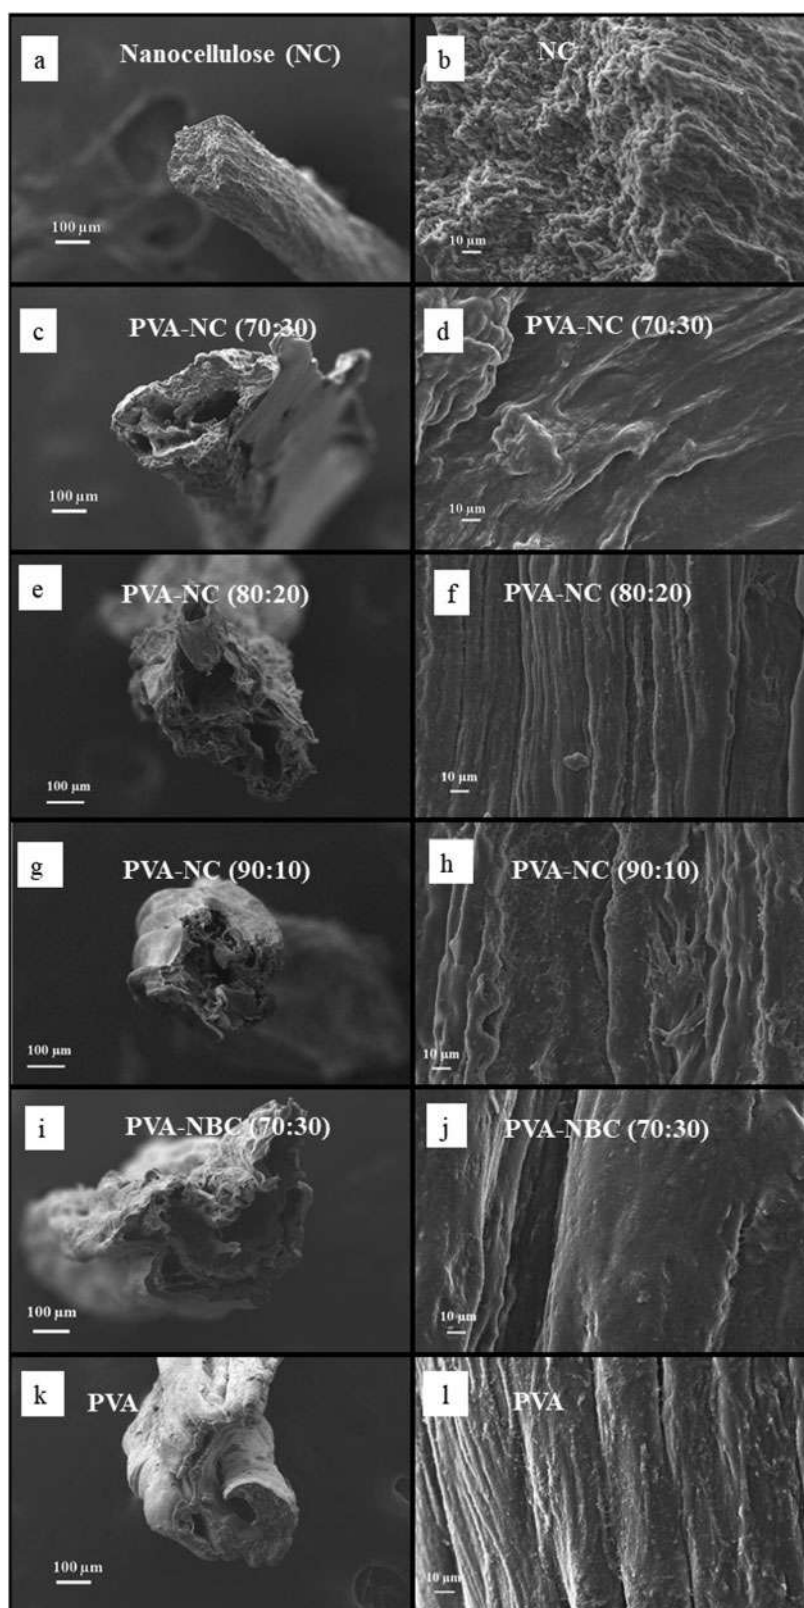 a
Nanocellulose (NC)
100 µm
b
NC
10 µm
c
PVA-NC (70:30)
100 µm
d
PVA-NC (70:30)
10 µm
e
PVA-NC (80:20)
100 µm
f
PVA-NC (80:20)
10 µm
g
PVA-NC (90:10)
100 µm
h
PVA-NC (90:10)
10 µm
i
PVA-NBC (70:30)
100 µm
j
PVA-NBC (70:30)
10 µm
k
PVA
100 µm
l
PVA
10 µm